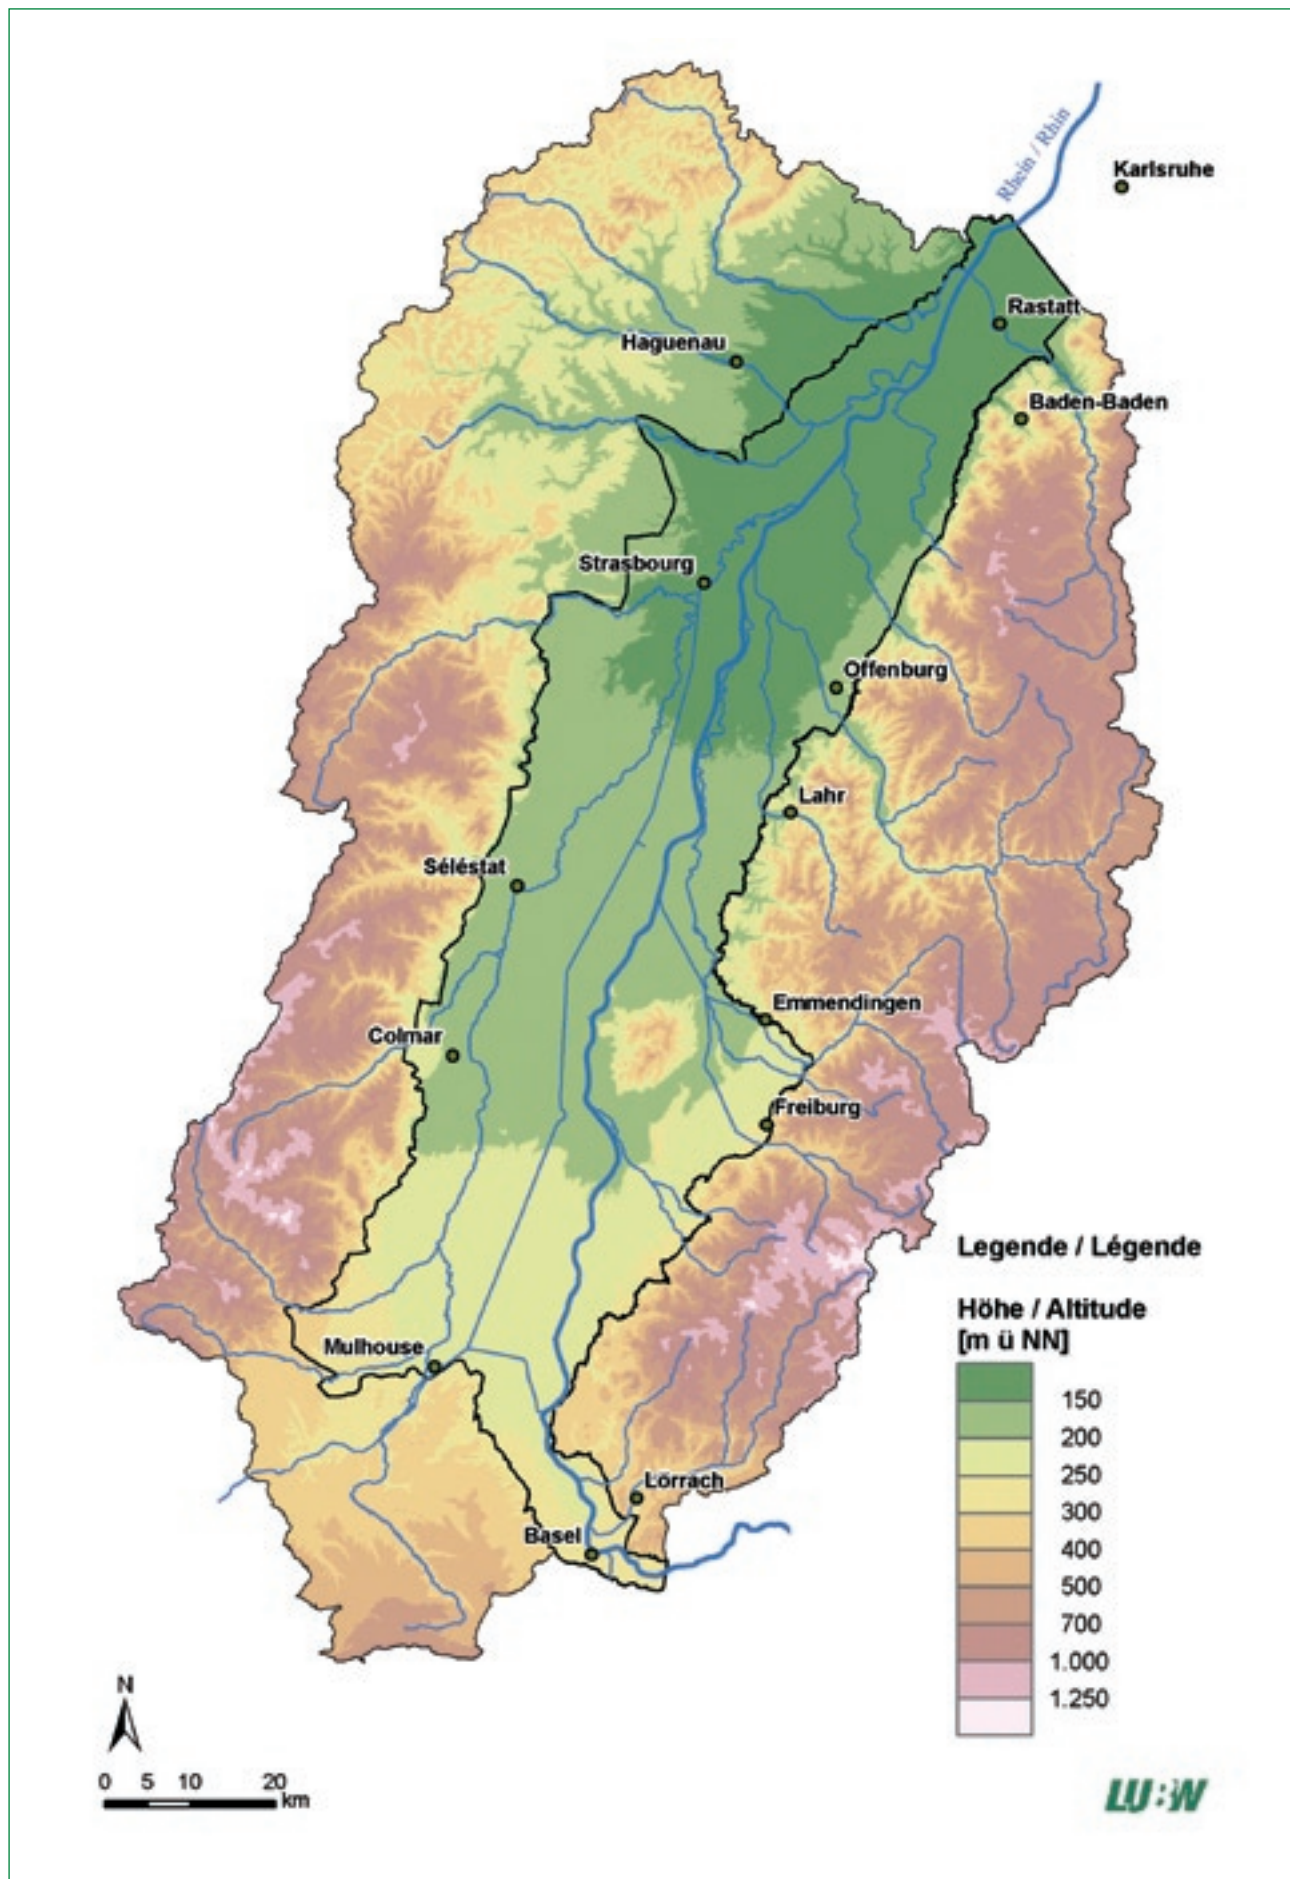 Rhein / Rhin
Karlsruhe
Rastatt
Haguenau
Baden-Baden
Strasbourg
Offenburg
Lahr
Séléstat
Emmendingen
Colmar
Freiburg
Legende / Légende
Höhe / Altitude
[m ü NN]
Mulhouse
150
200
250
300
400
500
700
1.000
1.250
Lörrach
Basel
N
0 5 10 20
km
LU:W